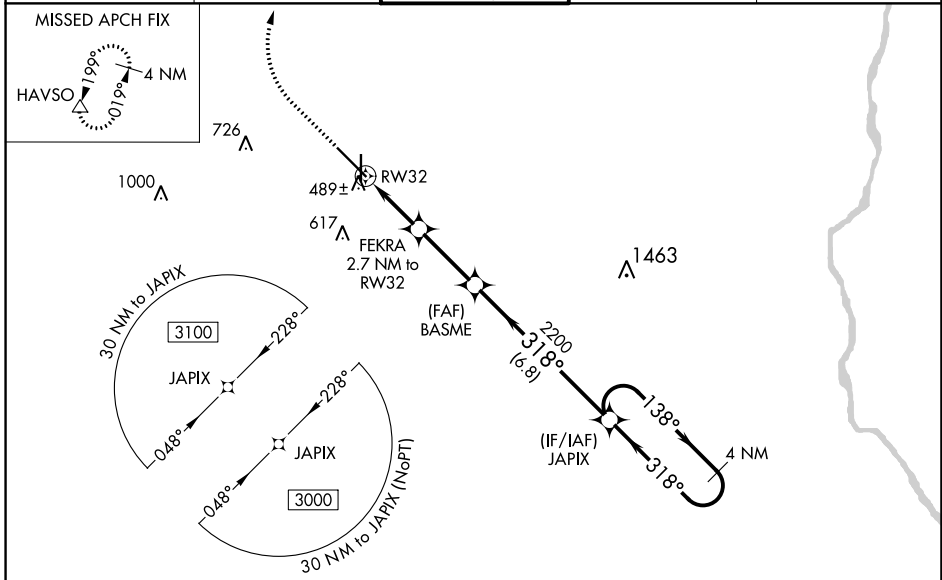 MISSED APCH FIX
HAVSO
199°
019°
4 NM
726
1000
489±
RW32
617
FEKRA
2.7 NM to
RW32
1463
(FAF)
BASME
2200
318°
(6.8)
30 NM to JAPIX
3100
228°
JAPIX
048°
228°
JAPIX
048°
3000
30 NM to JAPIX (NoPT)
(IF/IAF)
JAPIX
138°
318°
4 NM